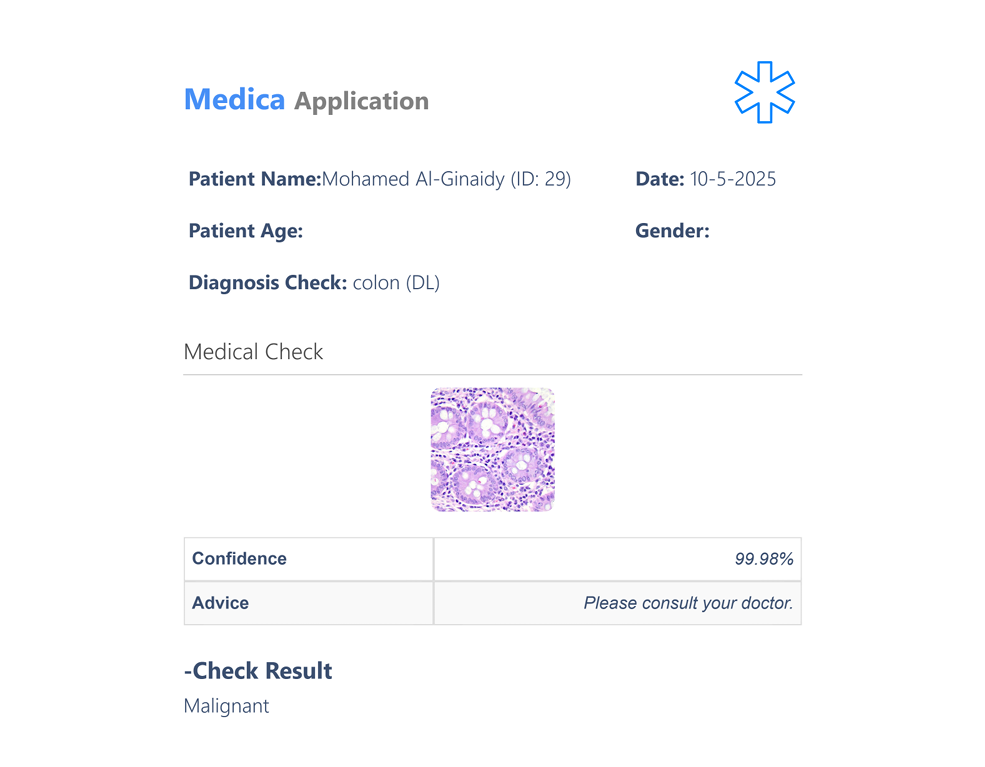 Medica Application
Patient Name:Mohamed Al-Ginaidy (ID: 29) Date: 10-5-2025
Patient Age: Gender:
Diagnosis Check: colon (DL)
Medical Check
Confidence 99.98%
Advice Please consult your doctor.
-Check Result
Malignant